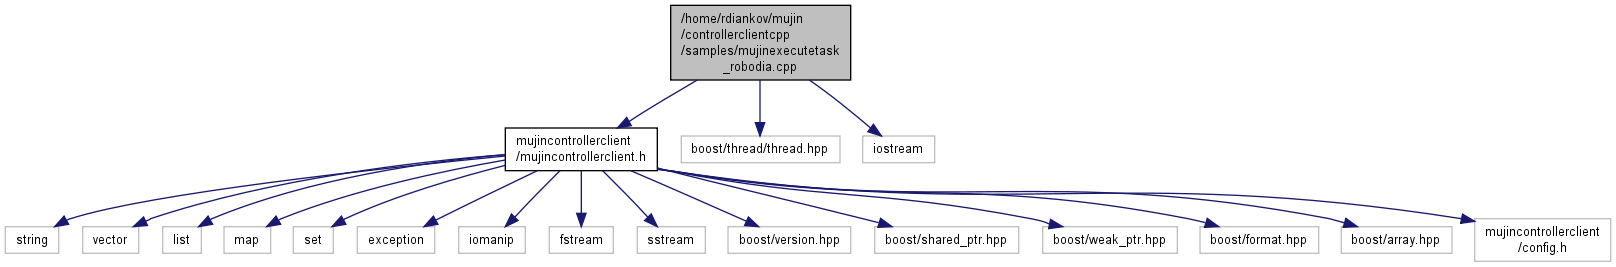 /home/rdiankov/mujin
/controllerclientcpp
/samples/mujinexecutetask
_robodia.cpp
mujincontrollerclient
/mujincontrollerclient.h
boost/thread/thread.hpp
iostream
string
vector
list
map
set
exception
iomanip
fstream
sstream
boost/version.hpp
boost/shared_ptr.hpp
boost/weak_ptr.hpp
boost/format.hpp
boost/array.hpp
mujincontrollerclient
/config.h